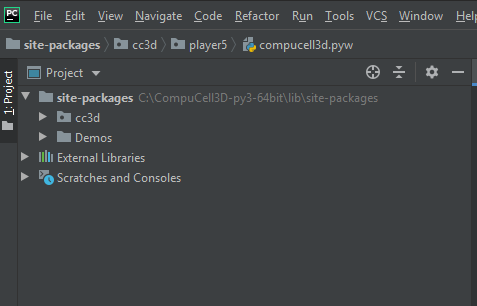 PC File Edit View Navigate Code Refactor Run Tools VCS Window Help
site-packages cc3d player5 compucell3d.pyw
1: Project
Project
site-packages C:\CompuCell3D-py3-64bit\lib\site-packages
cc3d
Demos
External Libraries
Scratches and Consoles